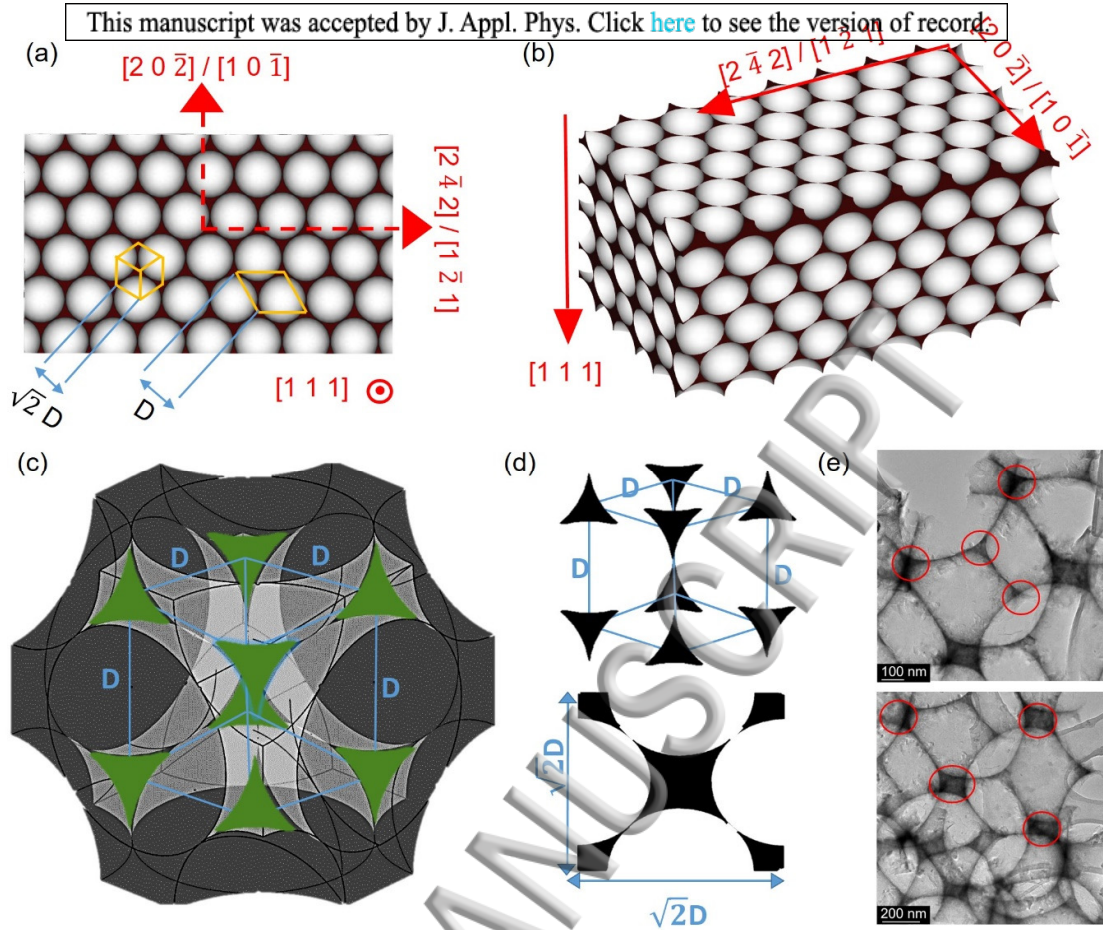 This manuscript was accepted by J. Appl. Phys. Click here to see the version of record.
(a)
[2 0 2̄] / [1 0 1̄]
[2 4̄ 2] / [1 2̄ 1]
√2 D
D
[1 1 1]
(b)
[2 4̄ 2] / [1 2̄ 1]
[2 0 2̄] / [1 0 1̄]
[1 1 1]
(c)
D
D
D
D
(d)
D
D
D
D
√2D
√2D
(e)
100 nm
200 nm
MANUSCRIPT